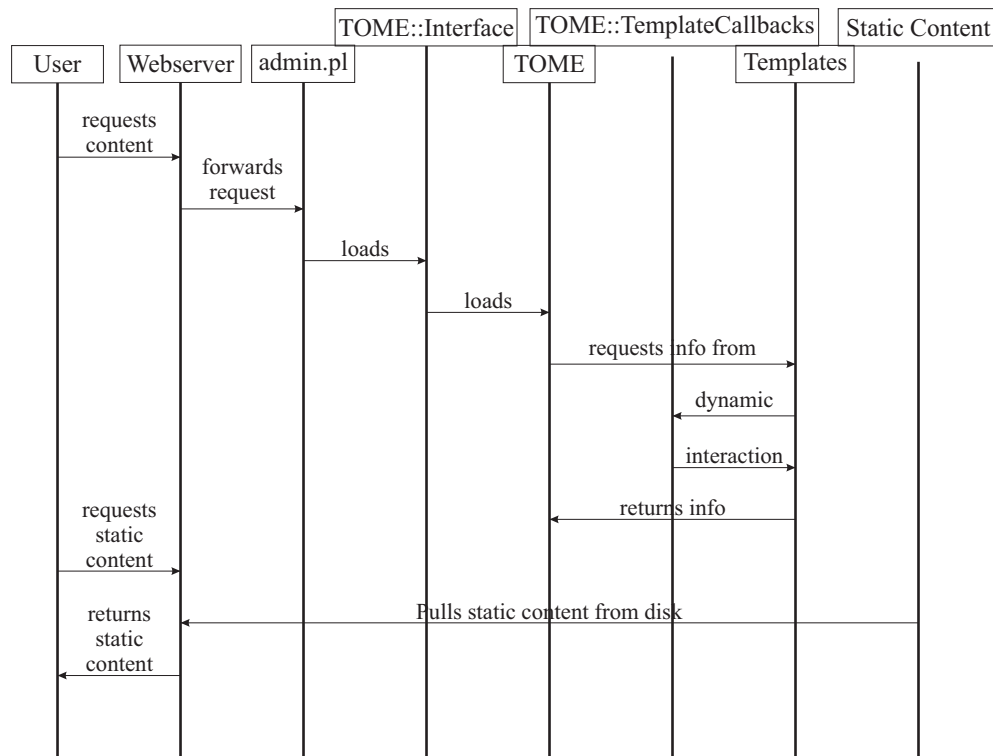 TOME::Interface
TOME::TemplateCallbacks
Static Content
User
Webserver
admin.pl
TOME
Templates
requests
content
forwards
request
loads
loads
requests info from
dynamic
interaction
returns info
requests
static
content
Pulls static content from disk
returns
static
content